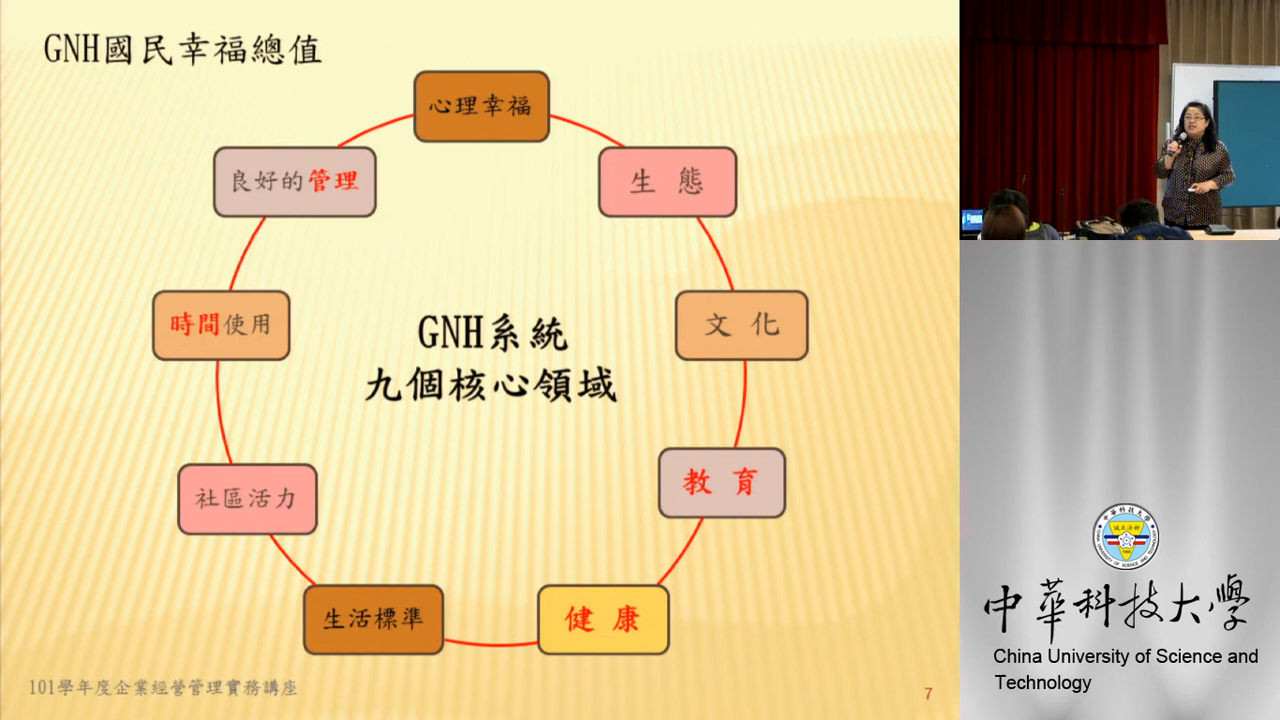 GNH國民幸福總值
心理幸福
良好的管理
生 態
時間使用
文 化
GNH系統
九個核心領域
教 育
社區活力
生活標準
健 康
101學年度企業經營管理實務講座
7
中華科技大學
China University of Science and
Technology